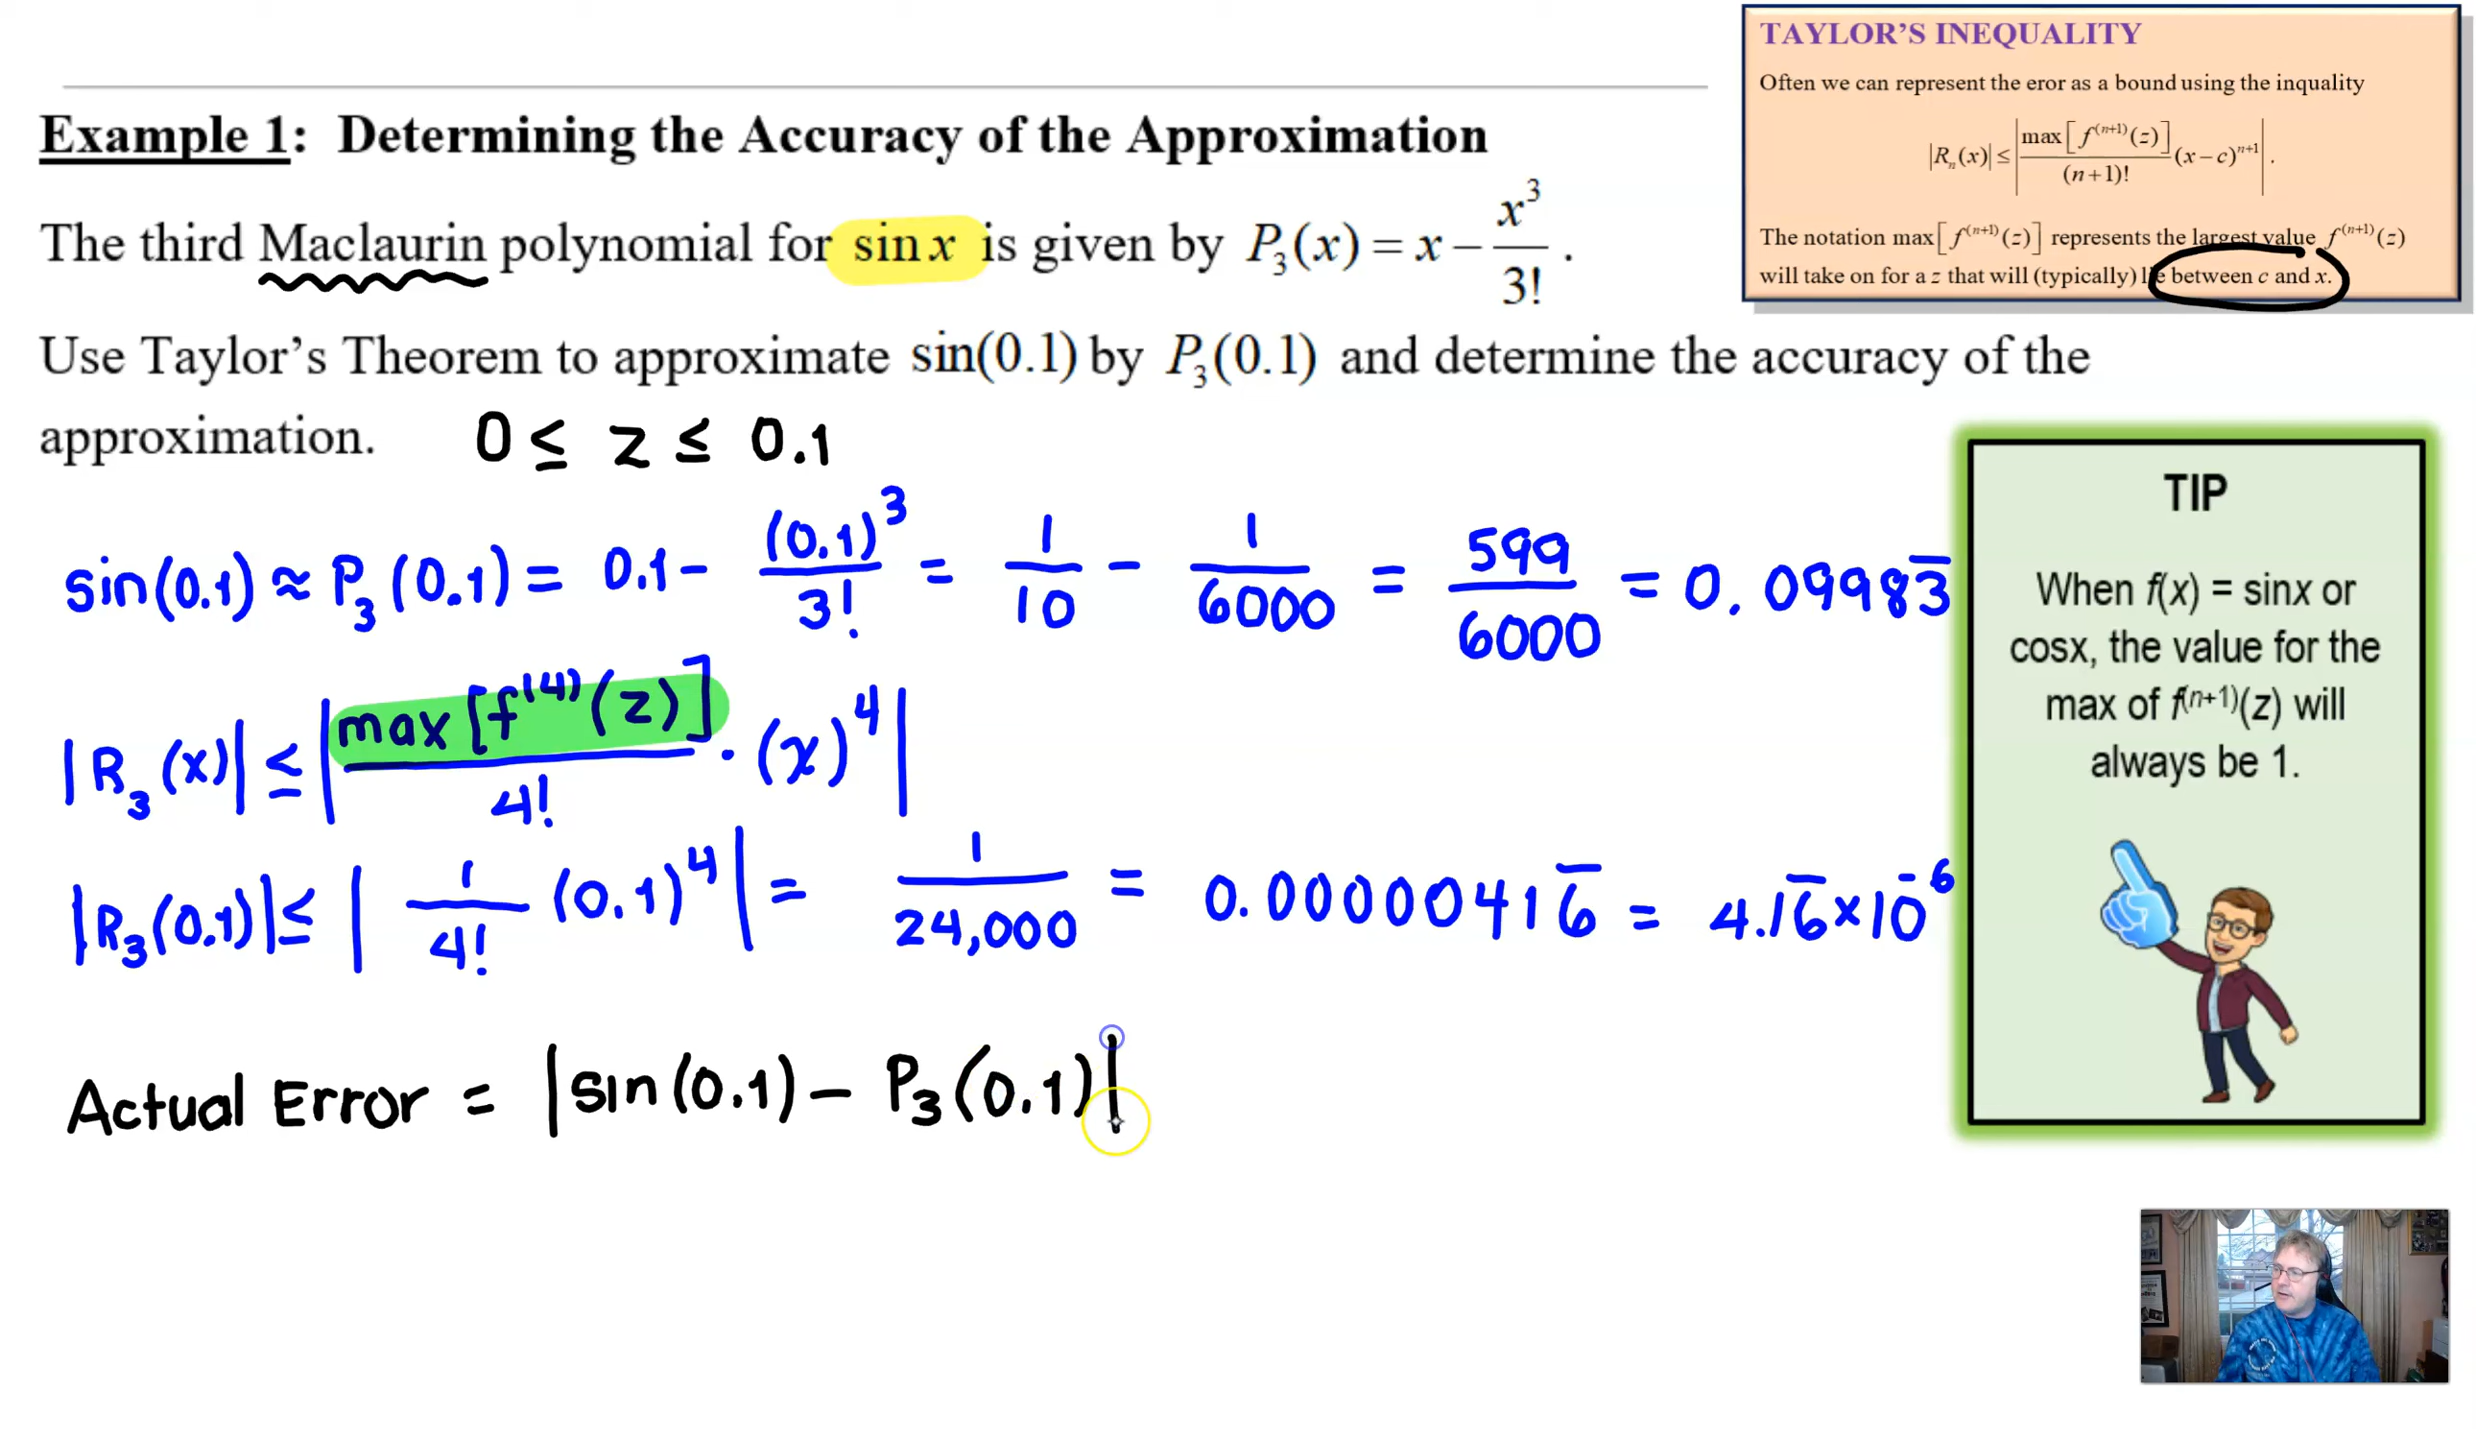 TAYLOR'S INEQUALITY
Often we can represent the eror as a bound using the inquality
|Rₙ(x)| ≤ | max[f⁽ⁿ⁺¹⁾(z)] / (n+1)! (x−c)ⁿ⁺¹ | .
The notation max[f⁽ⁿ⁺¹⁾(z)] represents the largest value f⁽ⁿ⁺¹⁾(z)
will take on for a z that will (typically) lie between c and x.
Example 1: Determining the Accuracy of the Approximation
The third Maclaurin polynomial for sin x is given by P₃(x) = x − x³/3! .
Use Taylor's Theorem to approximate sin(0.1) by P₃(0.1) and determine the accuracy of the
approximation. 0 ≤ z ≤ 0.1
sin(0.1) ≈ P₃(0.1) = 0.1 − (0.1)³/3! = 1/10 − 1/6000 = 599/6000 = 0.09983̅
|R₃(x)| ≤ | max[f⁽⁴⁾(z)]/4! · (x)⁴ |
|R₃(0.1)| ≤ | 1/4! (0.1)⁴ | = 1/24,000 = 0.00000416̅ = 4.16̅ × 10⁻⁶
Actual Error = |sin(0.1) − P₃(0.1)|
TIP
When f(x) = sinx or
cosx, the value for the
max of f⁽ⁿ⁺¹⁾(z) will
always be 1.